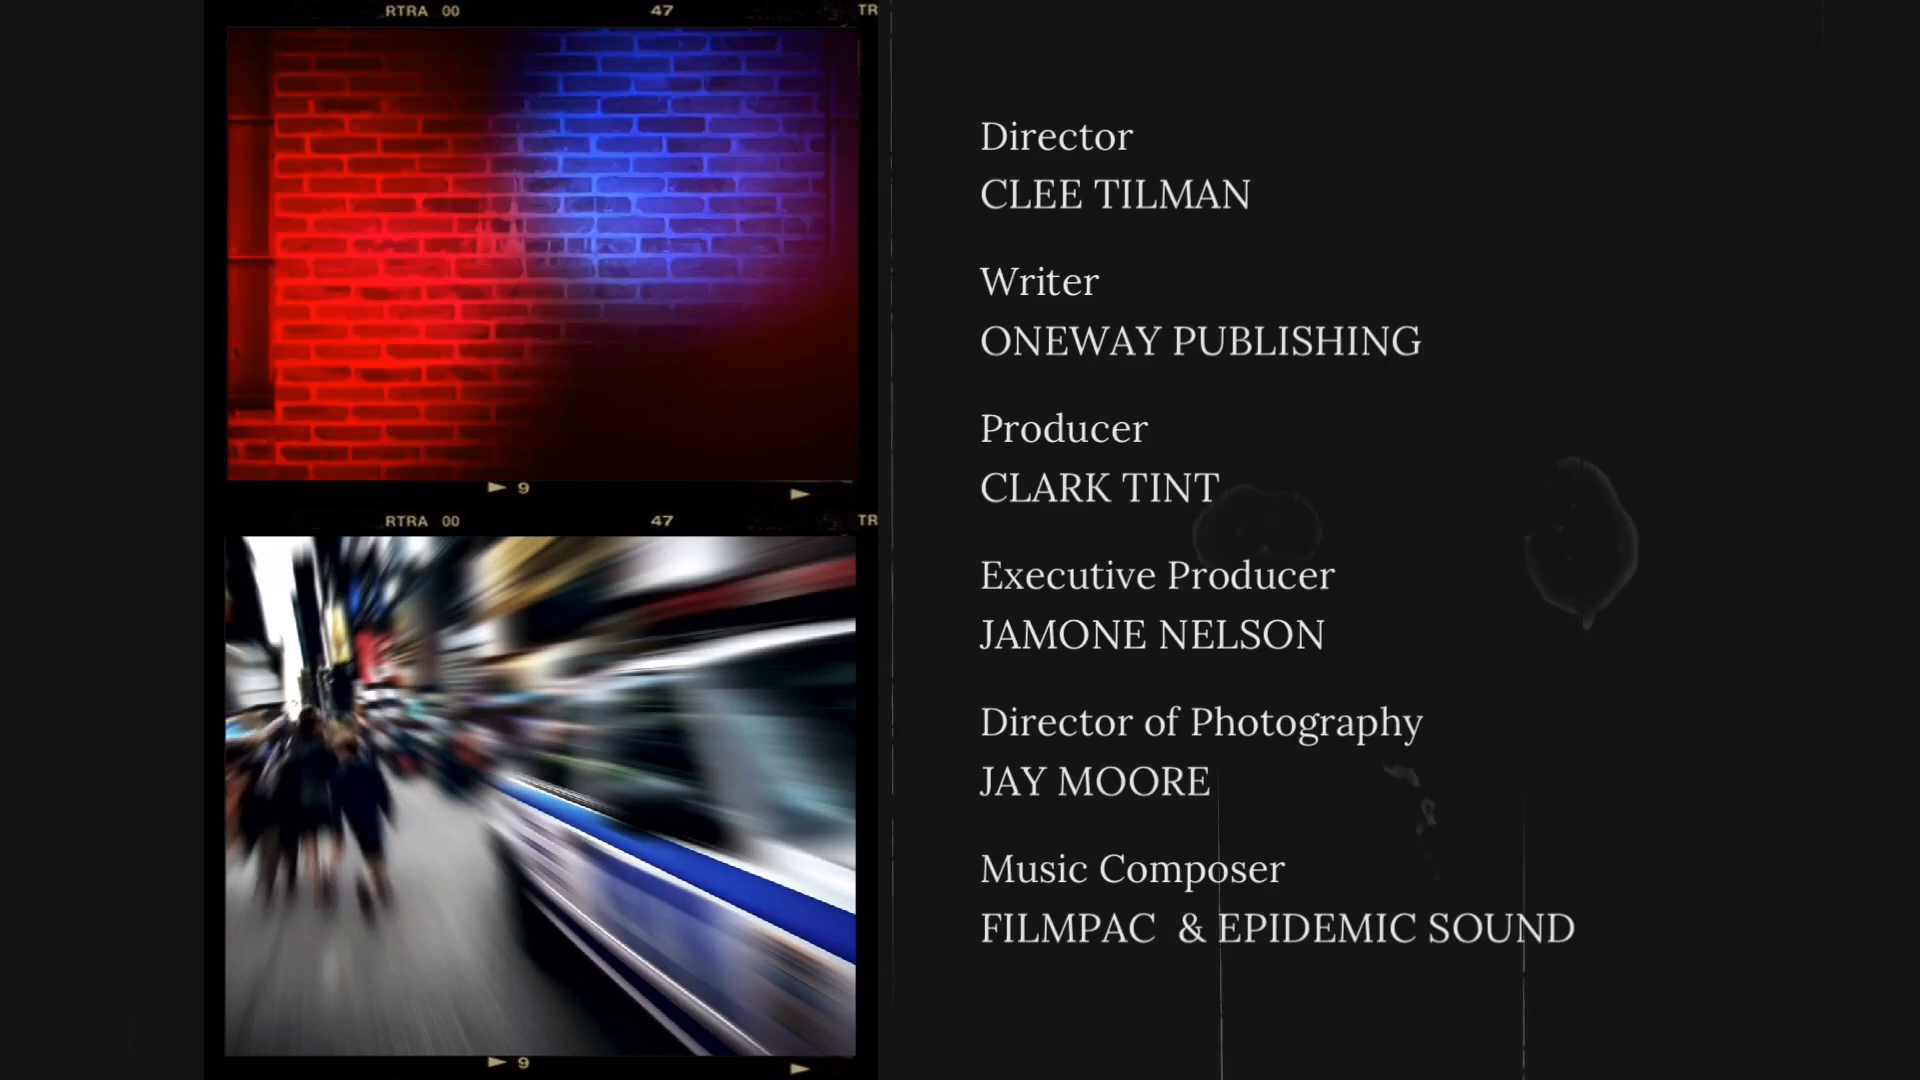 RTRA 00 47 TR
9
RTRA 00 47 TR
9
Director
CLEE TILMAN
Writer
ONEWAY PUBLISHING
Producer
CLARK TINT
Executive Producer
JAMONE NELSON
Director of Photography
JAY MOORE
Music Composer
FILMPAC & EPIDEMIC SOUND